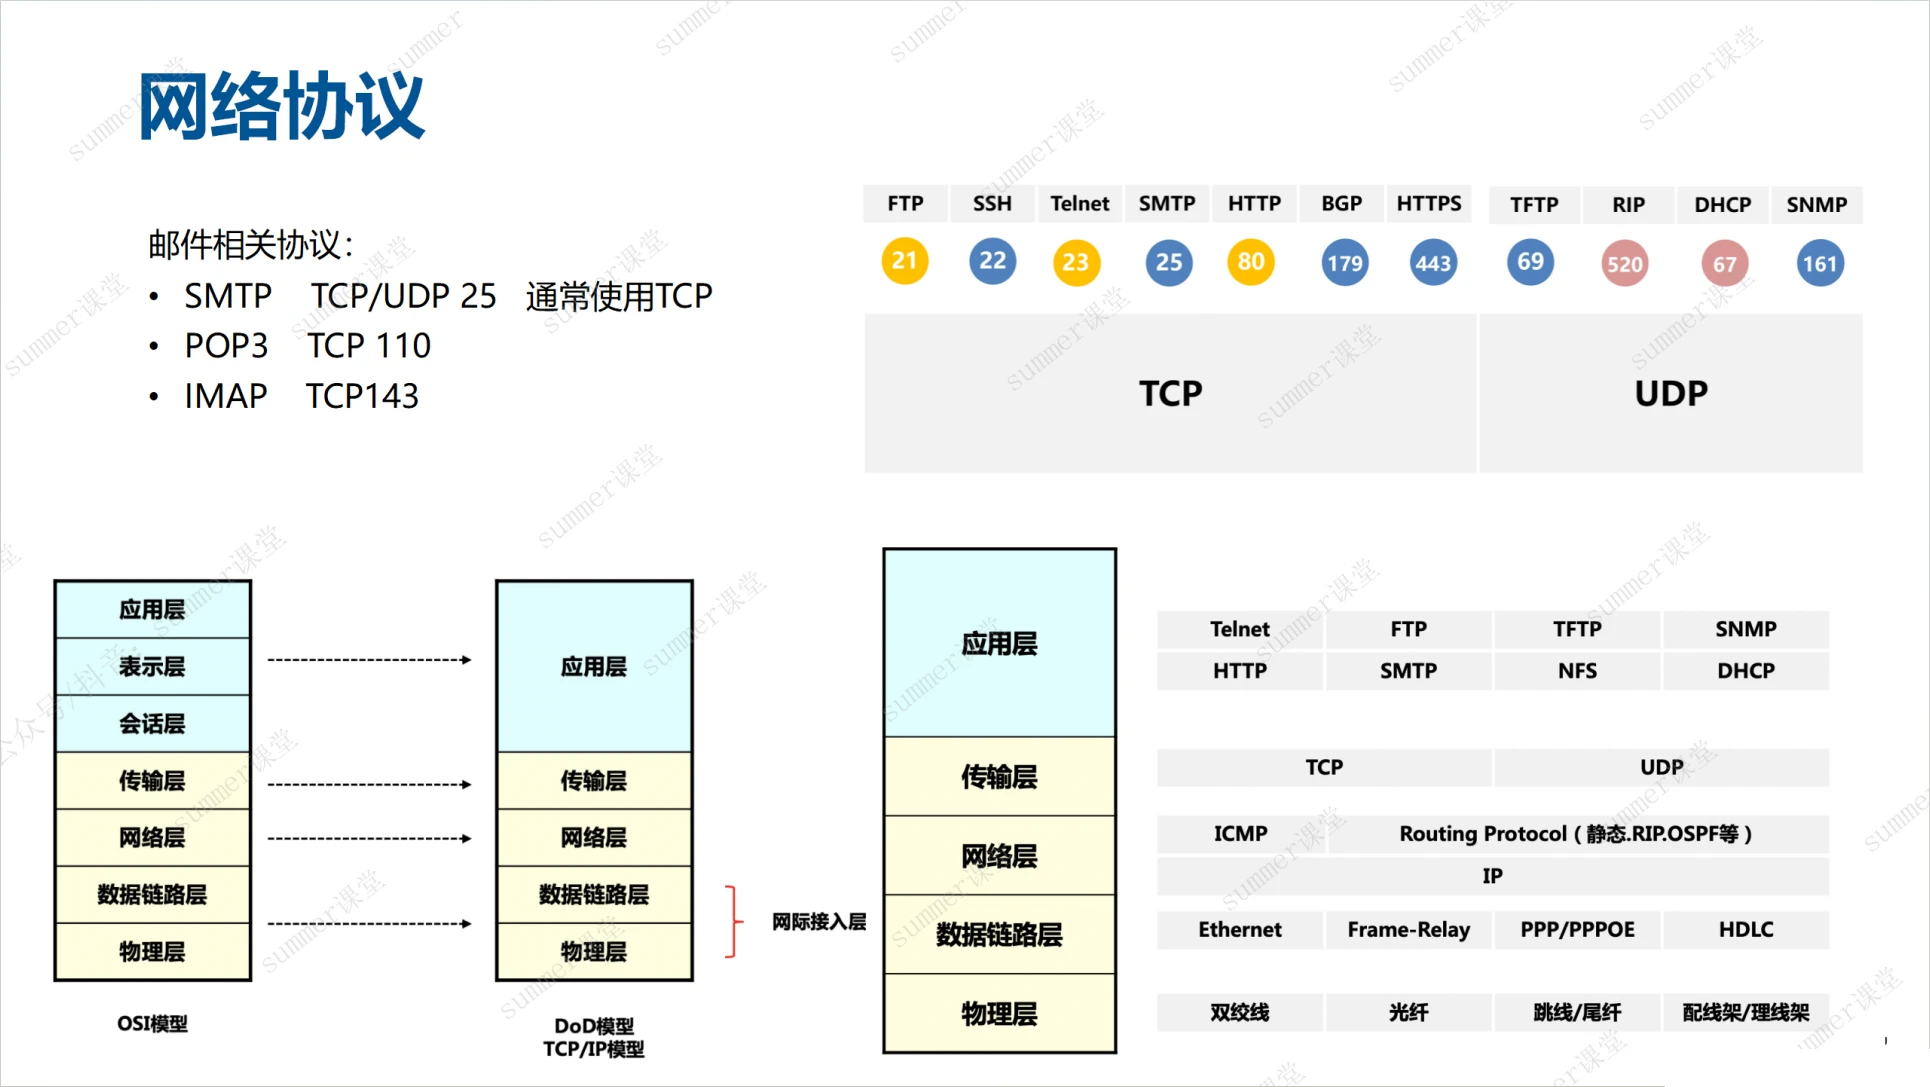 网络协议
邮件相关协议：
• SMTP TCP/UDP 25 通常使用TCP
• POP3 TCP 110
• IMAP TCP143
FTP SSH Telnet SMTP HTTP BGP HTTPS TFTP RIP DHCP SNMP
21 22 23 25 80 179 443 69 520 67 161
TCP UDP
应用层
表示层
会话层
传输层
网络层
数据链路层
物理层
OSI模型
应用层
传输层
网络层
数据链路层
物理层
DoD模型
TCP/IP模型
网际接入层
应用层
传输层
网络层
数据链路层
物理层
Telnet FTP TFTP SNMP
HTTP SMTP NFS DHCP
TCP UDP
ICMP Routing Protocol（静态.RIP.OSPF等）
IP
Ethernet Frame-Relay PPP/PPPOE HDLC
双绞线 光纤 跳线/尾纤 配线架/理线架
summer课堂